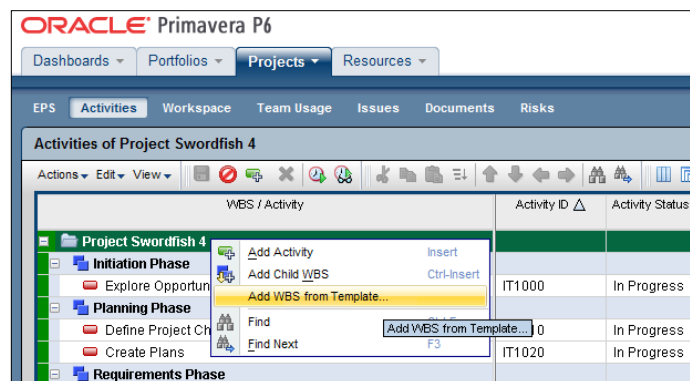 ORACLE Primavera P6
Dashboards Portfolios Projects Resources
EPS Activities Workspace Team Usage Issues Documents Risks
Activities of Project Swordfish 4
Actions Edit View
WBS / Activity Activity ID Activity Status
Project Swordfish 4
Add Activity Insert
Initiation Phase
Add Child WBS Ctrl-Insert
Explore Opportun
Add WBS from Template...
IT1000 In Progress
Planning Phase
Find
Define Project Ch
Add WBS from Template...
10 In Progress
Find Next F3
Create Plans
IT1020 In Progress
Requirements Phase